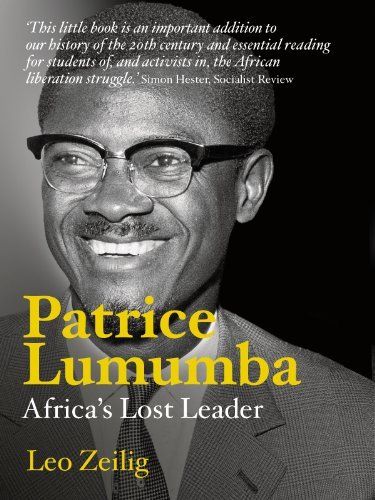 ‘This little book is an important addition to
our history of the 20th century and essential reading
for students of, and activists in, the African
liberation struggle.’ Simon Hester, Socialist Review
Patrice
Lumumba
Africa’s Lost Leader
Leo Zeilig